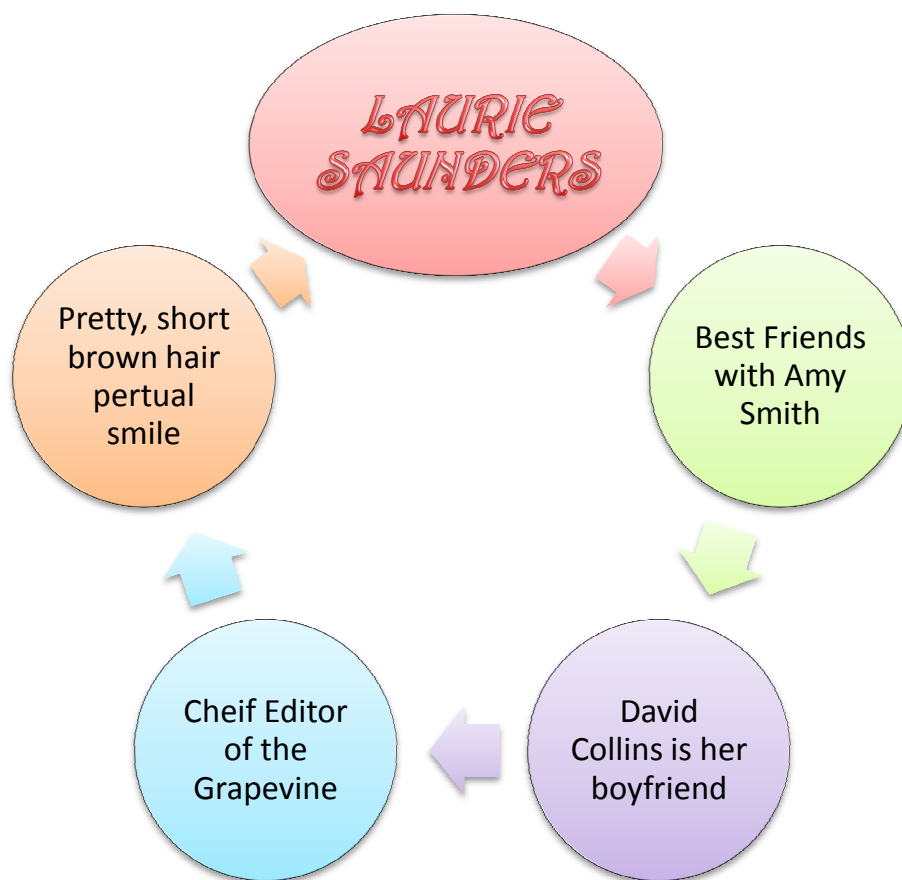 LAURIE
SAUNDERS
Best Friends
with Amy
Smith
David
Collins is her
boyfriend
Cheif Editor
of the
Grapevine
Pretty, short
brown hair
pertual
smile